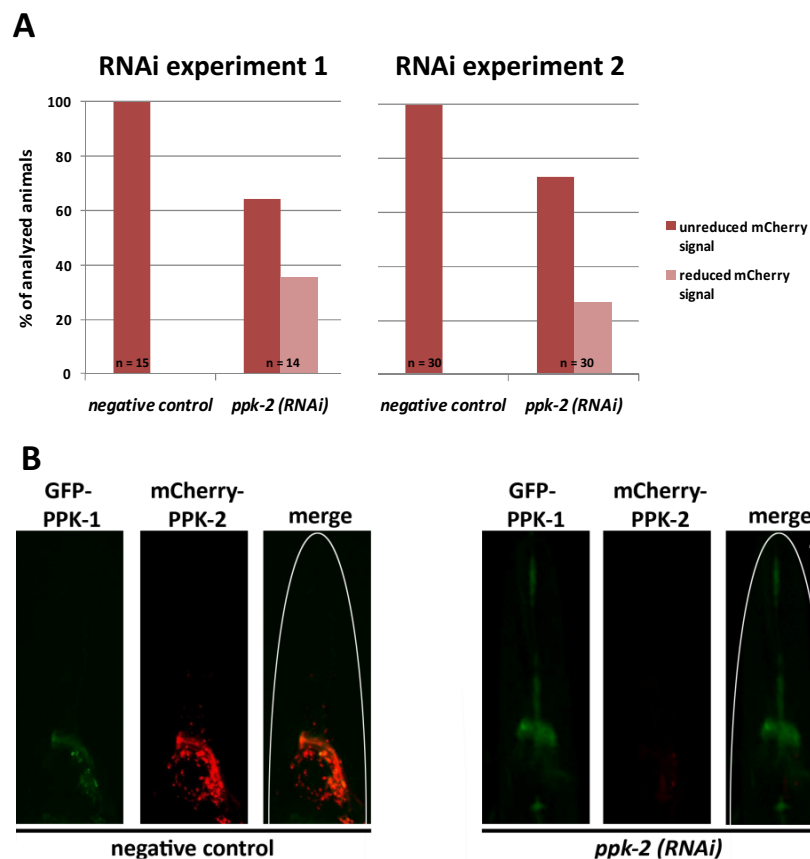 A
RNAi experiment 1
RNAi experiment 2
% of analyzed animals
100
80
60
40
20
0
n = 15
n = 14
n = 30
n = 30
negative control
ppk-2 (RNAi)
negative control
ppk-2 (RNAi)
unreduced mCherry
signal
reduced mCherry
signal
B
GFP-
PPK-1
mCherry-
PPK-2
merge
GFP-
PPK-1
mCherry-
PPK-2
merge
negative control
ppk-2 (RNAi)